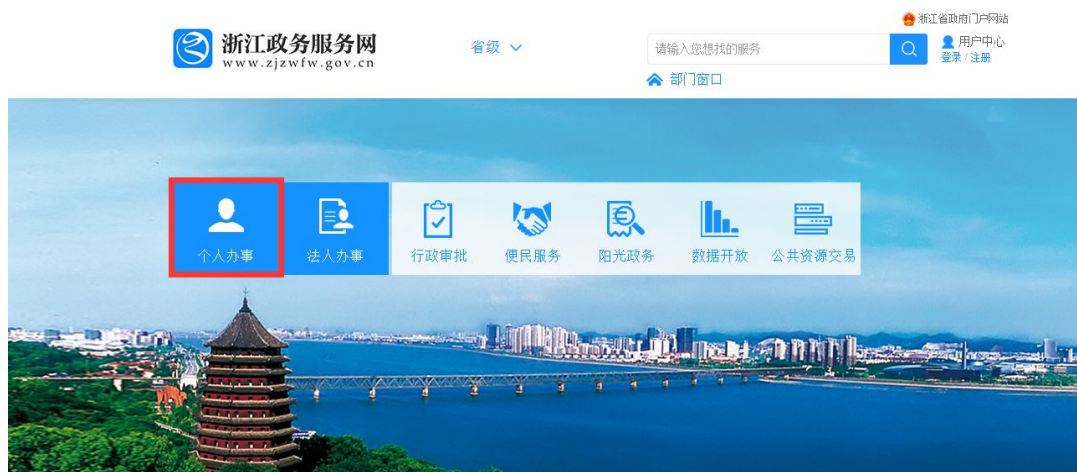 浙江省政府门户网站
浙江政务服务网
www.zjzwfw.gov.cn
省级
请输入您想找的服务
用户中心
登录 / 注册
部门窗口
个人办事
法人办事
行政审批
便民服务
阳光政务
数据开放
公共资源交易